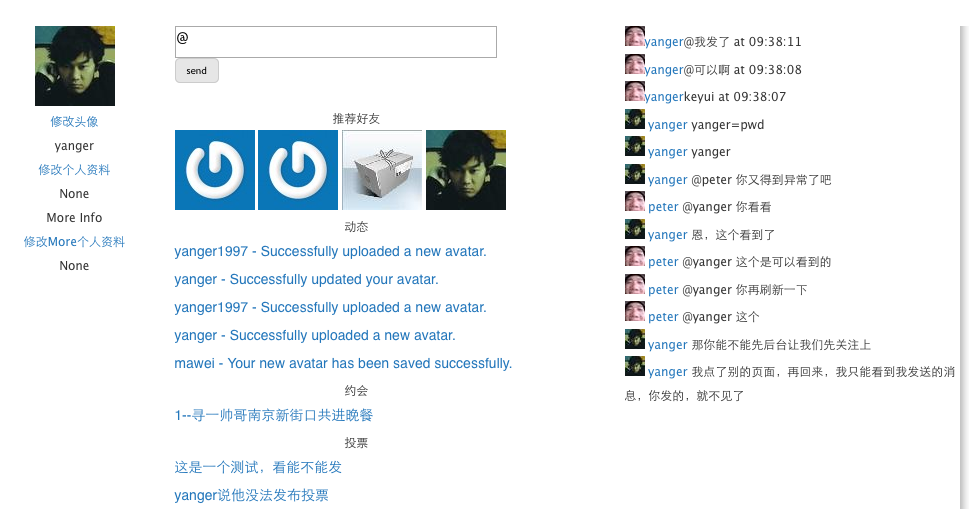 修改头像
yanger
修改个人资料
None
More Info
修改More个人资料
None
@
send
推荐好友
动态
yanger1997 - Successfully uploaded a new avatar.
yanger - Successfully updated your avatar.
yanger1997 - Successfully uploaded a new avatar.
yanger - Successfully uploaded a new avatar.
mawei - Your new avatar has been saved successfully.
约会
1--寻一帅哥南京新街口共进晚餐
投票
这是一个测试，看能不能发
yanger说他没法发布投票
yanger@我发了 at 09:38:11
yanger@可以啊 at 09:38:08
yangerkeyui at 09:38:07
yanger yanger=pwd
yanger yanger
yanger @peter 你又得到异常了吧
peter @yanger 你看看
yanger 恩，这个看到了
peter @yanger 这个是可以看到的
peter @yanger 你再刷新一下
peter @yanger 这个
yanger 那你能不能先后台让我们先关注上
yanger 我点了别的页面，再回来，我只能看到我发送的消
息，你发的，就不见了